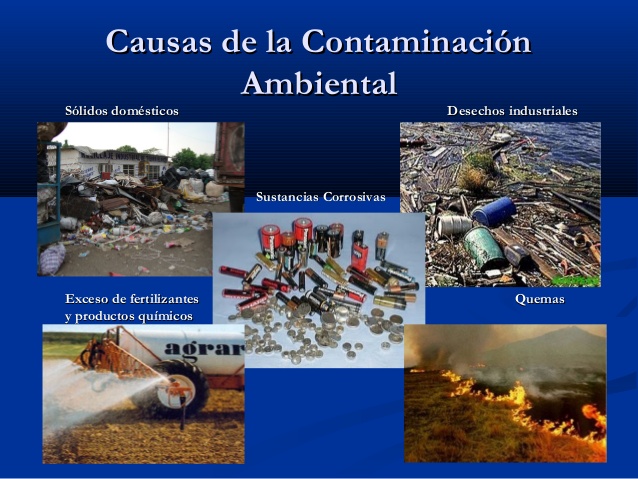 Causas de la Contaminación
Ambiental
Sólidos domésticos
Desechos industriales
Sustancias Corrosivas
Exceso de fertilizantes
y productos químicos
Quemas
agrar